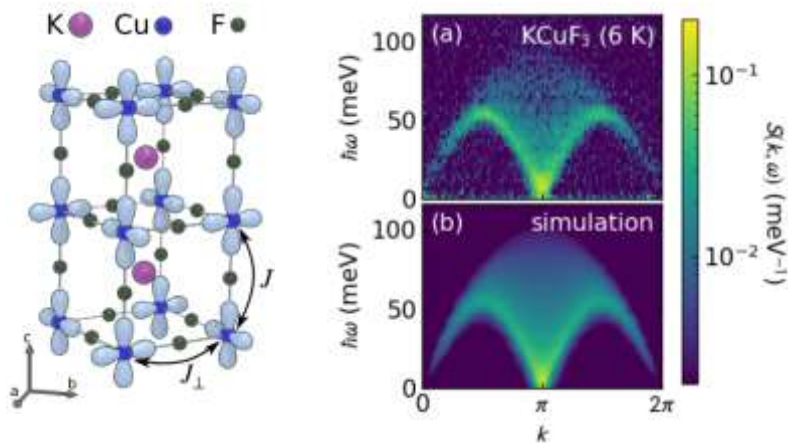 K Cu F
J
J⊥
c
a b
(a) KCuF₃ (6 K)
ℏω (meV)
100
50
0
(b) simulation
ℏω (meV)
100
50
0
0 π 2π
k
10⁻¹
10⁻²
S(k, ω) (meV⁻¹)